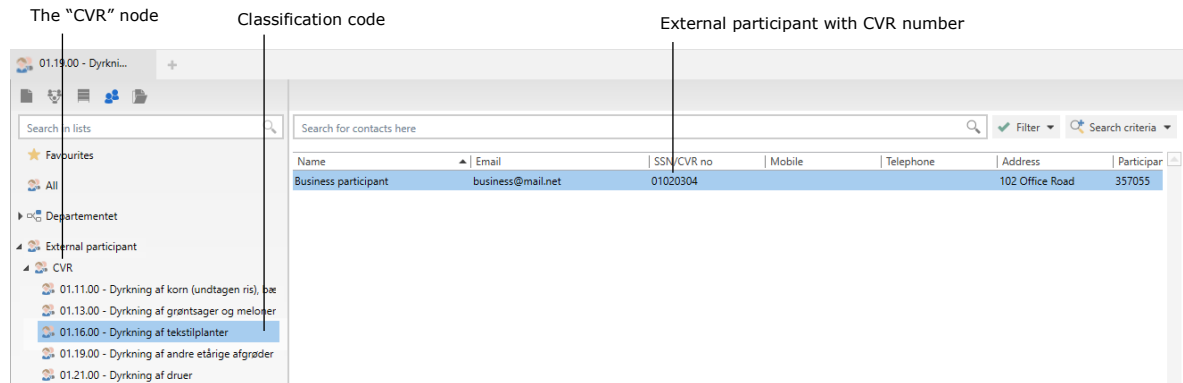 The “CVR” node
Classification code
External participant with CVR number
01.19.00 - Dyrkni...
+
Search in lists
Search for contacts here
Filter
Search criteria
Favourites
All
Departementet
External participant
CVR
01.11.00 - Dyrkning af korn (undtagen ris), bæ
01.13.00 - Dyrkning af grøntsager og meloner
01.16.00 - Dyrkning af tekstilplanter
01.19.00 - Dyrkning af andre etårige afgrøder
01.21.00 - Dyrkning af druer
Name Email SSN/CVR no Mobile Telephone Address Participar
Business participant business@mail.net 01020304 102 Office Road 357055